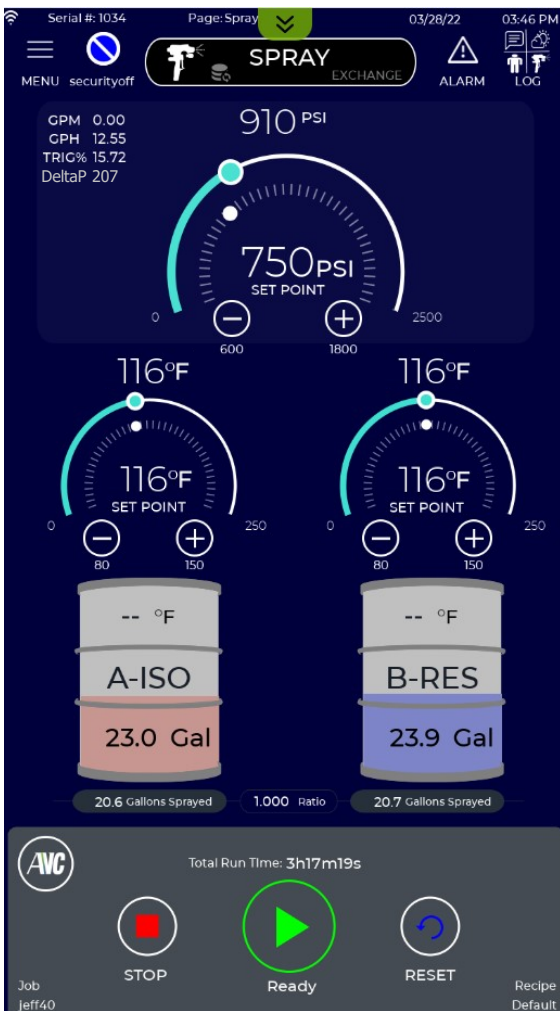 Serial #: 1034 Page: Spray 03/28/22 03:46 PM
MENU securityoff SPRAY EXCHANGE ALARM LOG
GPM 0.00
GPH 12.55
TRIG% 15.72
DeltaP 207
910 PSI
750 PSI
SET POINT
0 2500
600 1800
116°F 116°F
116°F 116°F
SET POINT SET POINT
0 250 0 250
80 150 80 150
-- °F -- °F
A-ISO B-RES
23.0 Gal 23.9 Gal
20.6 Gallons Sprayed 1.000 Ratio 20.7 Gallons Sprayed
AVC
Total Run TIme: 3h17m19s
STOP Ready RESET
Job Recipe
Jeff40 Default